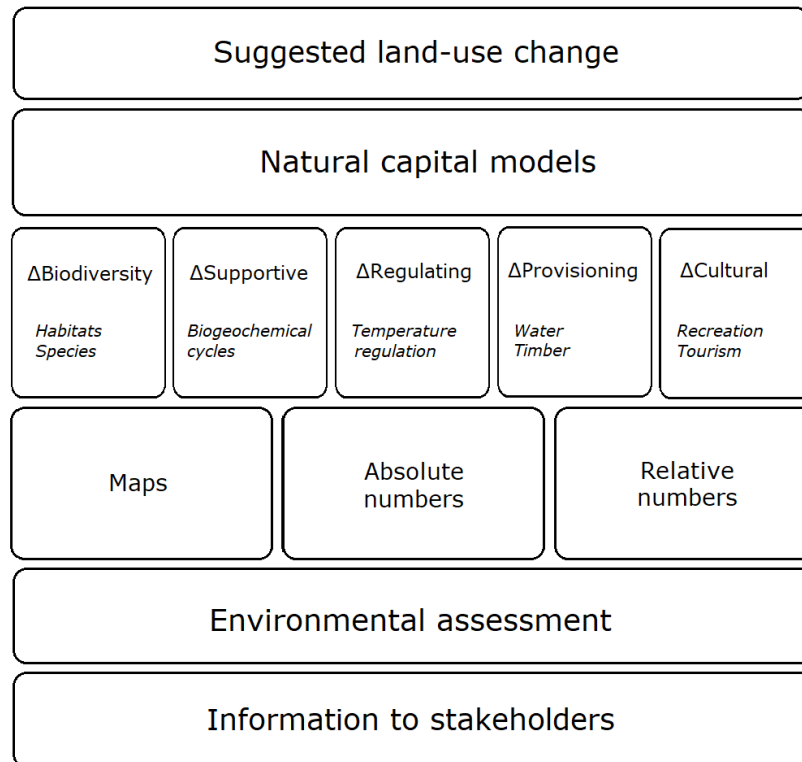 Suggested land-use change
Natural capital models
ΔBiodiversity
Habitats
Species
ΔSupportive
Biogeochemical
cycles
ΔRegulating
Temperature
regulation
ΔProvisioning
Water
Timber
ΔCultural
Recreation
Tourism
Maps
Absolute
numbers
Relative
numbers
Environmental assessment
Information to stakeholders